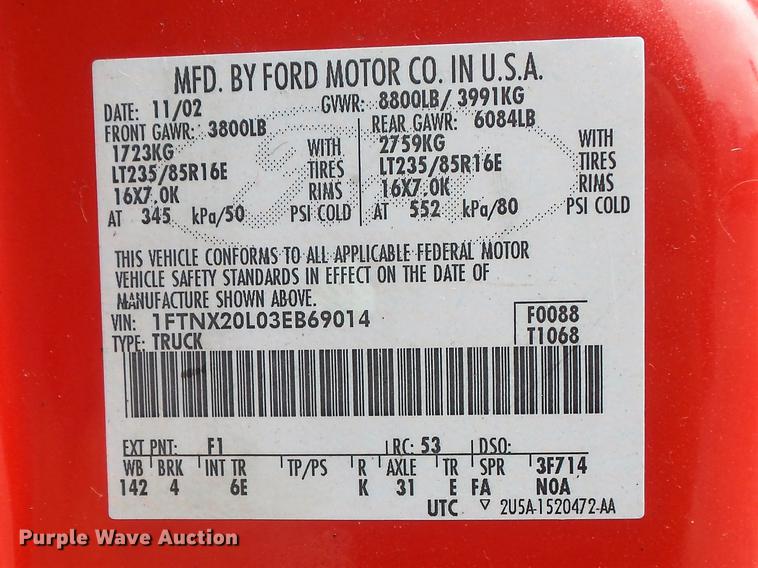 MFD. BY FORD MOTOR CO. IN U.S.A.
DATE: 11/02 GVWR: 8800LB/ 3991KG
FRONT GAWR: 3800LB REAR GAWR: 6084LB
1723KG WITH 2759KG WITH
LT235/85R16E TIRES LT235/85R16E TIRES
16X7.0K RIMS 16X7.0K RIMS
AT 345 kPa/50 PSI COLD AT 552 kPa/80 PSI COLD
THIS VEHICLE CONFORMS TO ALL APPLICABLE FEDERAL MOTOR
VEHICLE SAFETY STANDARDS IN EFFECT ON THE DATE OF
MANUFACTURE SHOWN ABOVE.
VIN: 1FTNX20L03EB69014 F0088
TYPE: TRUCK T1068
EXT PNT: F1 RC: 53 DSO:
WB BRK INT TR TP/PS R AXLE TR SPR 3F714
142 4 6E K 31 E FA NOA
UTC ▽ 2U5A-1520472-AA
Purple Wave Auction